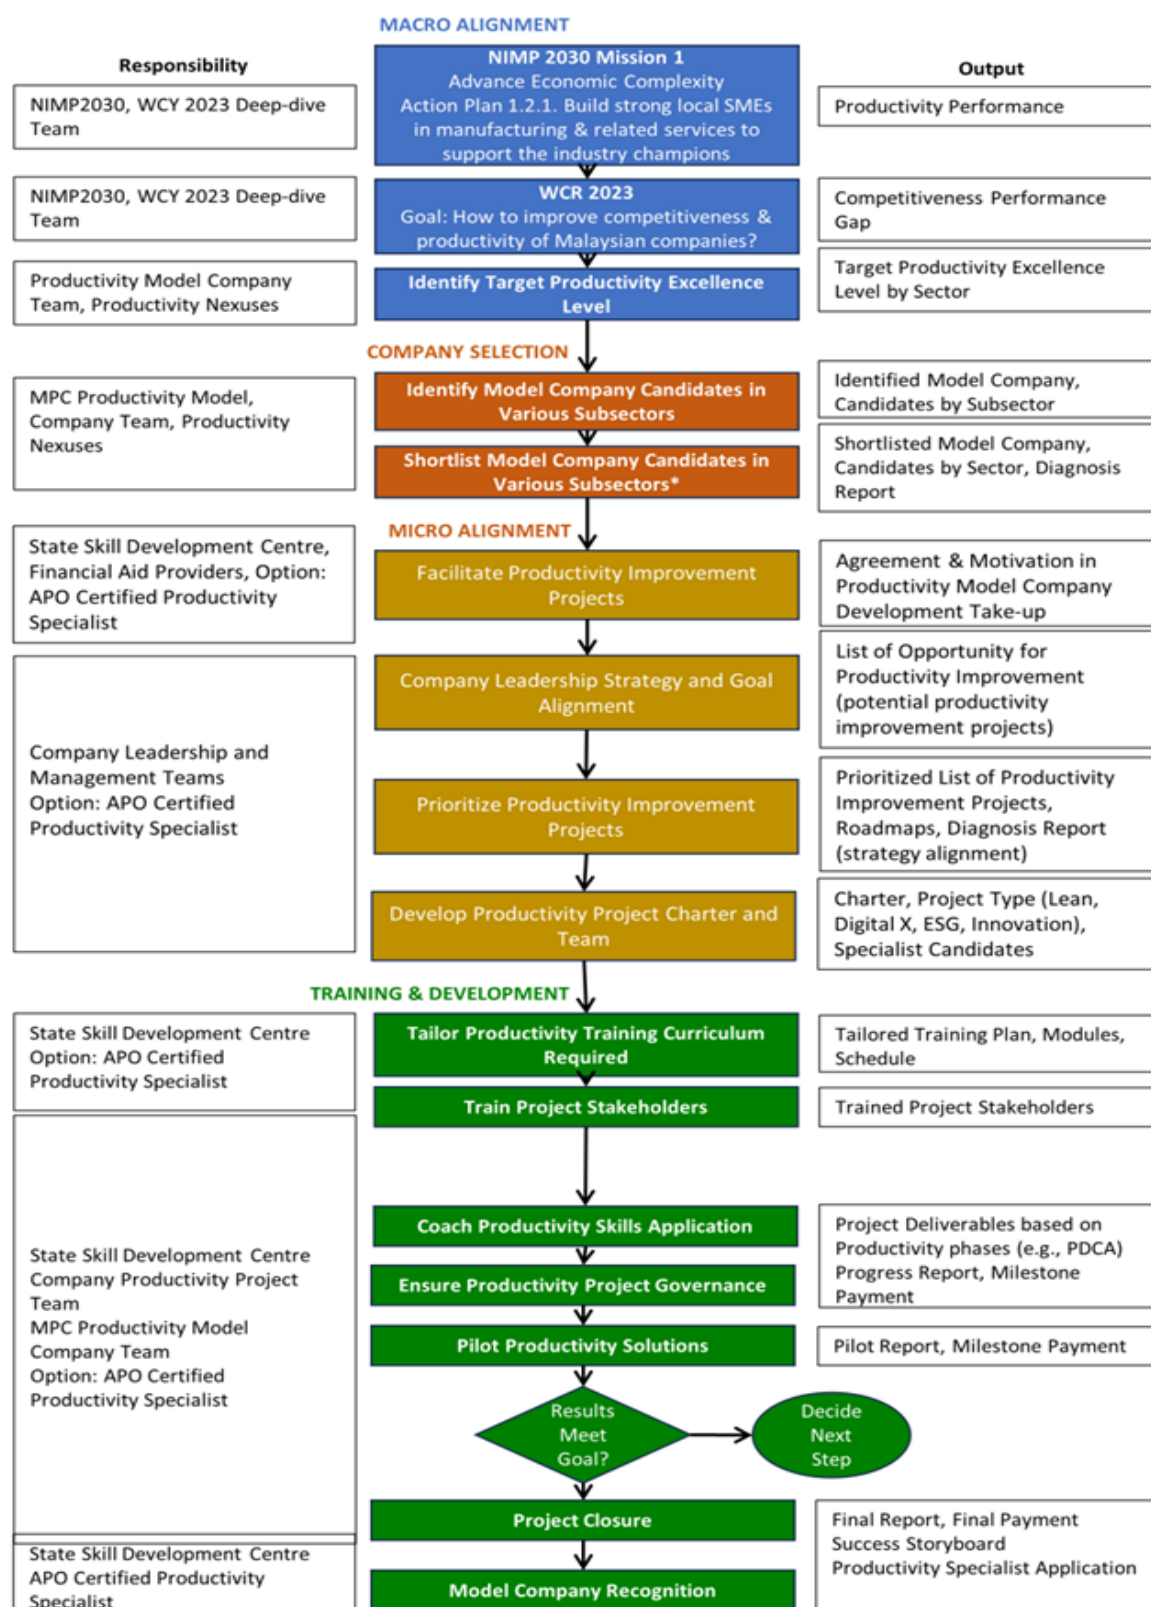 MACRO ALIGNMENT
Responsibility
Output
NIMP2030, WCY 2023 Deep-dive
Team
NIMP 2030 Mission 1
Advance Economic Complexity
Action Plan 1.2.1. Build strong local SMEs
in manufacturing & related services to
support the industry champions
Productivity Performance
NIMP2030, WCY 2023 Deep-dive
Team
WCR 2023
Goal: How to improve competitiveness &
productivity of Malaysian companies?
Competitiveness Performance
Gap
Productivity Model Company
Team, Productivity Nexuses
Identify Target Productivity Excellence
Level
Target Productivity Excellence
Level by Sector
COMPANY SELECTION
MPC Productivity Model,
Company Team, Productivity
Nexuses
Identify Model Company Candidates in
Various Subsectors
Identified Model Company,
Candidates by Subsector
Shortlist Model Company Candidates in
Various Subsectors*
Shortlisted Model Company,
Candidates by Sector, Diagnosis
Report
MICRO ALIGNMENT
State Skill Development Centre,
Financial Aid Providers, Option:
APO Certified Productivity
Specialist
Facilitate Productivity Improvement
Projects
Agreement & Motivation in
Productivity Model Company
Development Take-up
Company Leadership and
Management Teams
Option: APO Certified
Productivity Specialist
Company Leadership Strategy and Goal
Alignment
List of Opportunity for
Productivity Improvement
(potential productivity
improvement projects)
Prioritize Productivity Improvement
Projects
Prioritized List of Productivity
Improvement Projects,
Roadmaps, Diagnosis Report
(strategy alignment)
Develop Productivity Project Charter and
Team
Charter, Project Type (Lean,
Digital X, ESG, Innovation),
Specialist Candidates
TRAINING & DEVELOPMENT
State Skill Development Centre
Option: APO Certified
Productivity Specialist
Tailor Productivity Training Curriculum
Required
Tailored Training Plan, Modules,
Schedule
Train Project Stakeholders
Trained Project Stakeholders
State Skill Development Centre
Company Productivity Project
Team
MPC Productivity Model
Company Team
Option: APO Certified
Productivity Specialist
Coach Productivity Skills Application
Ensure Productivity Project Governance
Project Deliverables based on
Productivity phases (e.g., PDCA)
Progress Report, Milestone
Payment
Pilot Productivity Solutions
Pilot Report, Milestone Payment
Results
Meet
Goal?
Decide
Next
Step
Project Closure
Final Report, Final Payment
Success Storyboard
Productivity Specialist Application
State Skill Development Centre
APO Certified Productivity
Specialist
Model Company Recognition